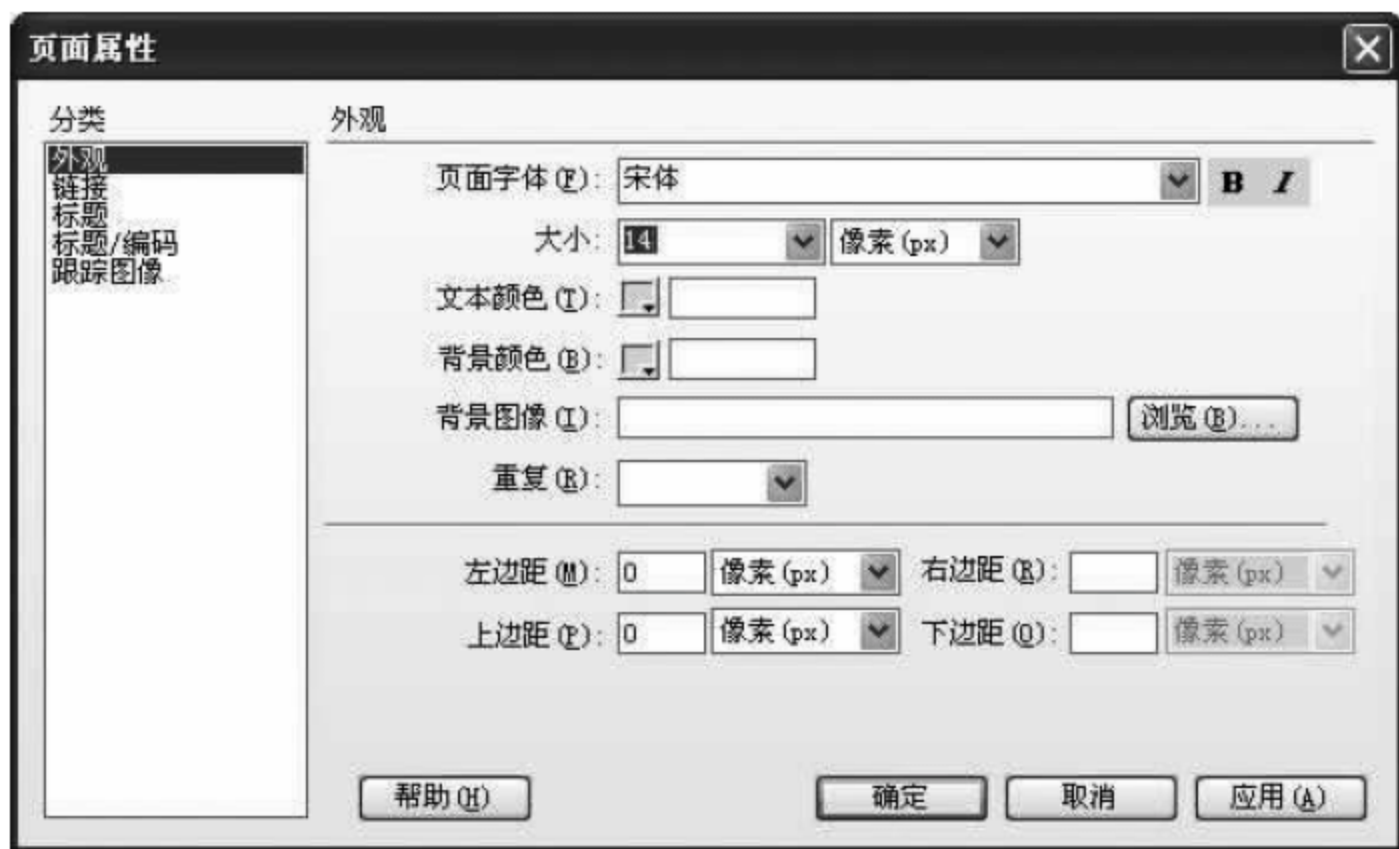 页面属性
分类
外观
链接
标题
标题/编码
跟踪图像
外观
页面字体(F): 宋体 B I
大小: 14 像素(px)
文本颜色(T):
背景颜色(B):
背景图像(I): 浏览(B)...
重复(R):
左边距(M): 0 像素(px) 右边距(R): 像素(px)
上边距(P): 0 像素(px) 下边距(O): 像素(px)
帮助(H) 确定 取消 应用(A)